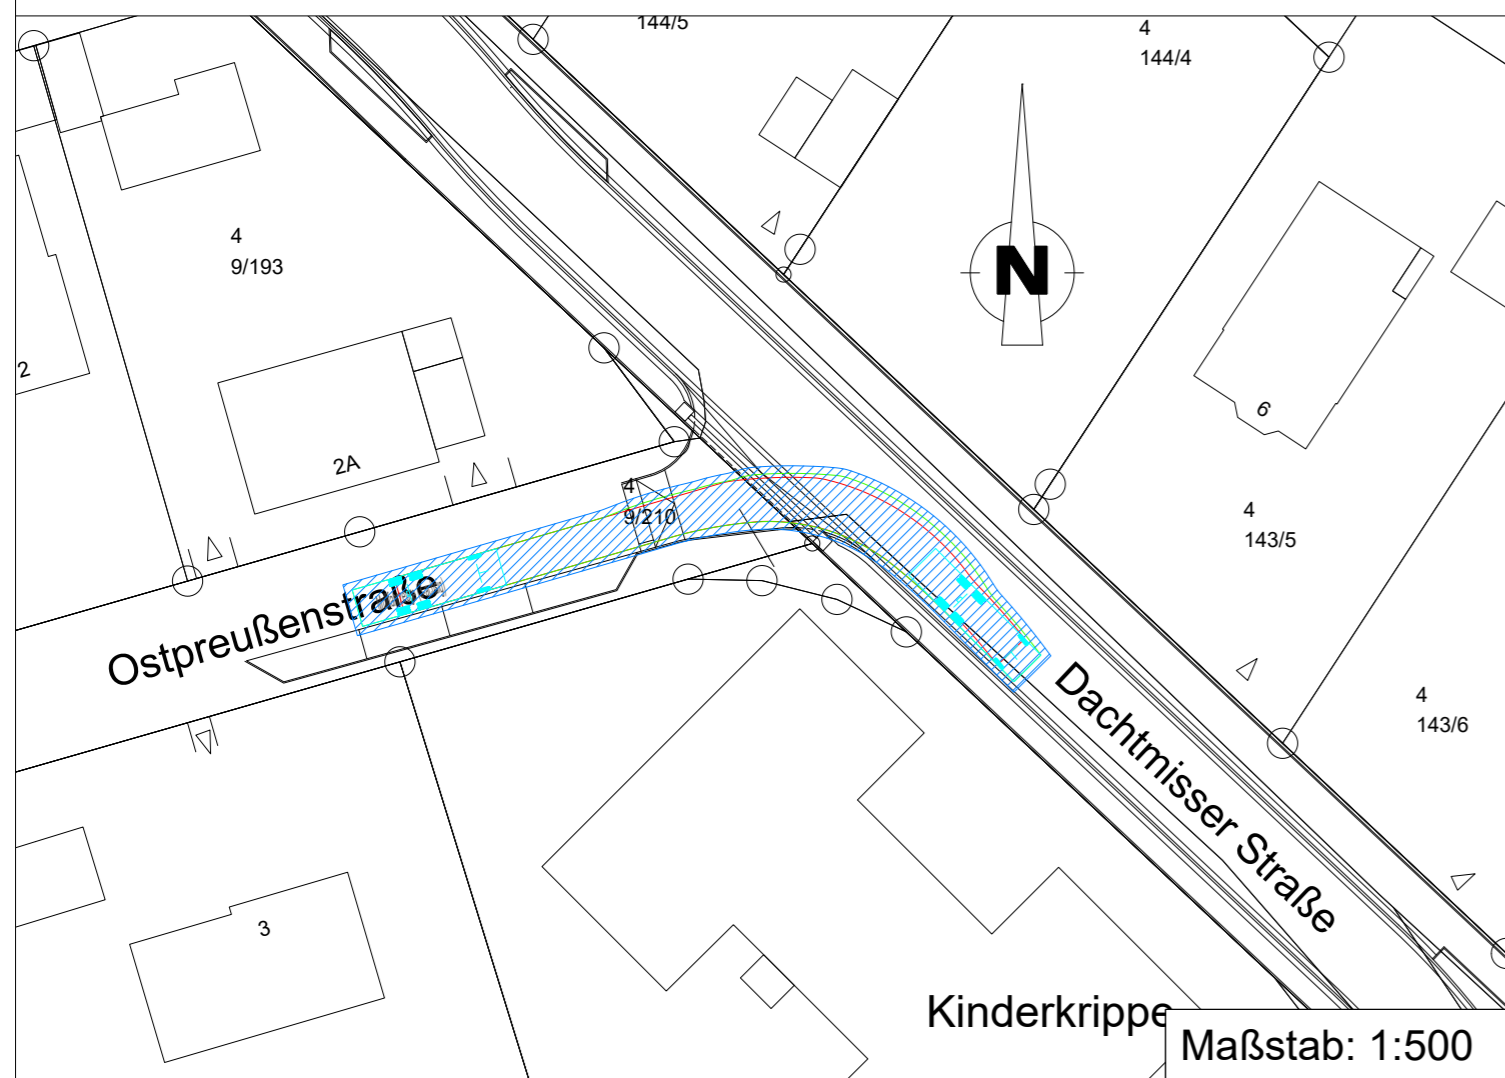 144/5
4
144/4
4
9/193
N
2
6
2A
4
9/210
4
143/5
Ostpreußenstraße
Dachtmisser Straße
4
143/6
3
Kinderkrippe
Maßstab: 1:500